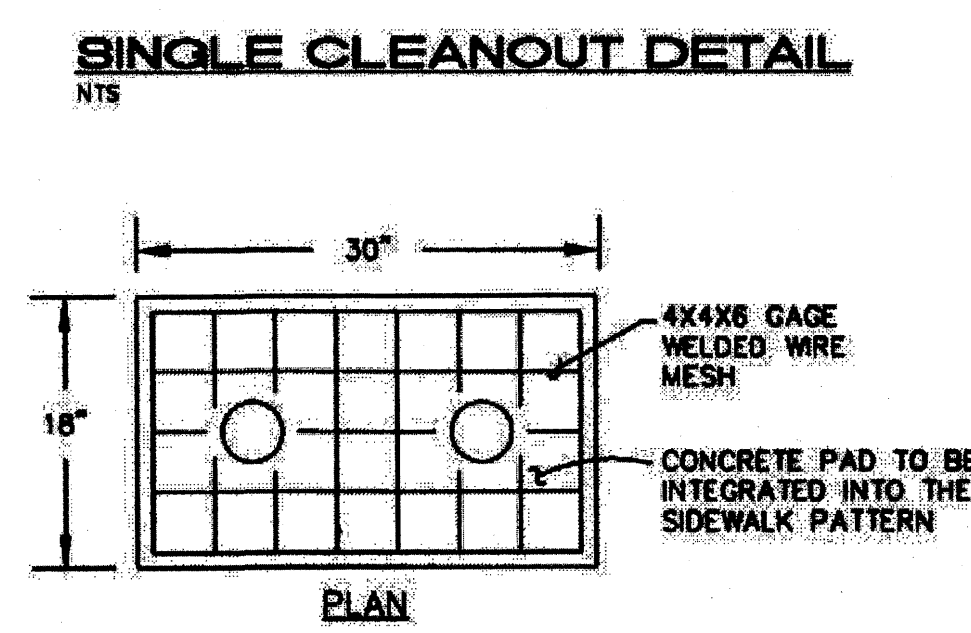 SINGLE CLEANOUT DETAIL
NTS
30"
18"
4X4X6 GAGE
WELDED WIRE
MESH
CONCRETE PAD TO BE
INTEGRATED INTO THE
SIDEWALK PATTERN
PLAN